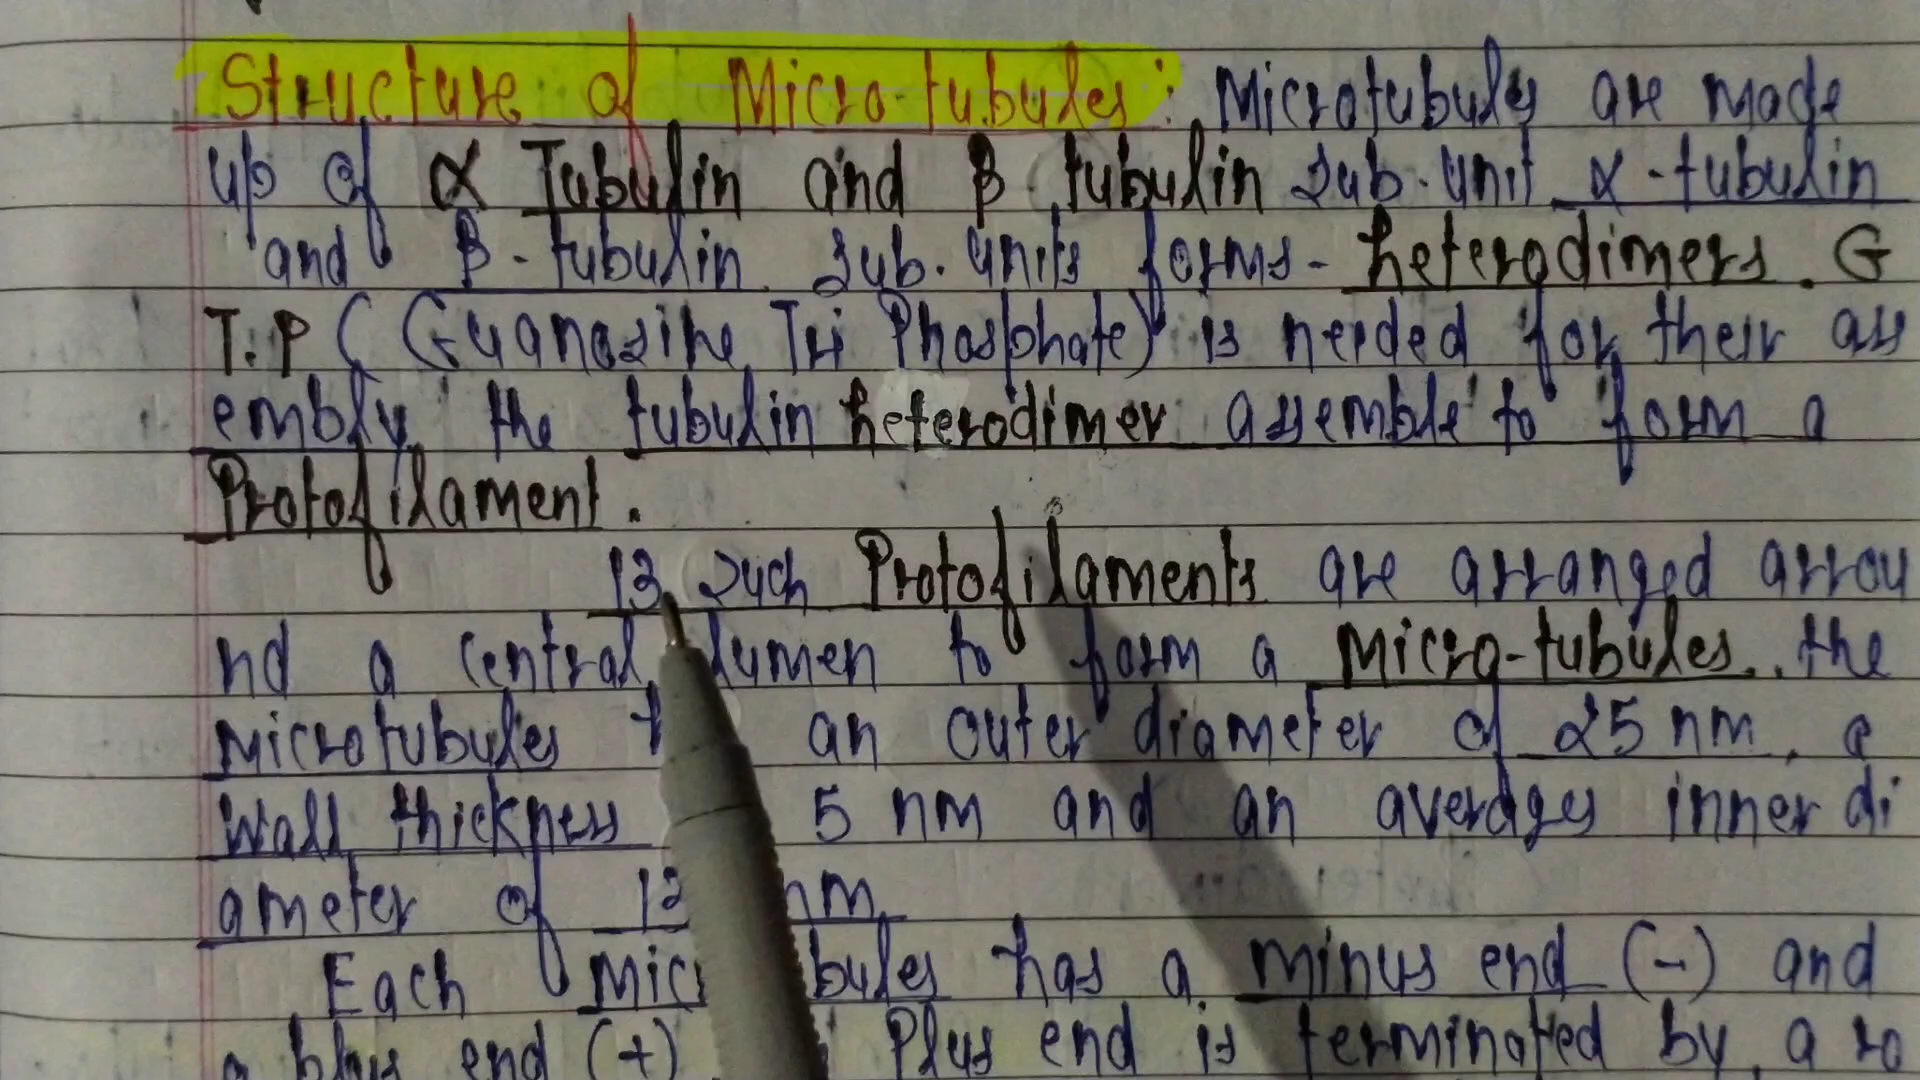 Structure of Micro-tubules: Microtubules are made
up of α Tubulin and β tubulin sub-unit α-tubulin
and β-tubulin sub-units forms- heterodimers. G
T.P (Guanosine Tri Phosphate) is needed for their ass
embly the tubulin heterodimer assemble to form a
Protofilament.
13 such Protofilaments are arranged arrou
nd a central lumen to form a Micro-tubules. the
Microtubules an outer diameter of 25 nm, a
Wall thickness 5 nm and an average inner di
ameter of nm.
Each has a minus end (-) and
a plus end (+) Plus end is terminated by a ro